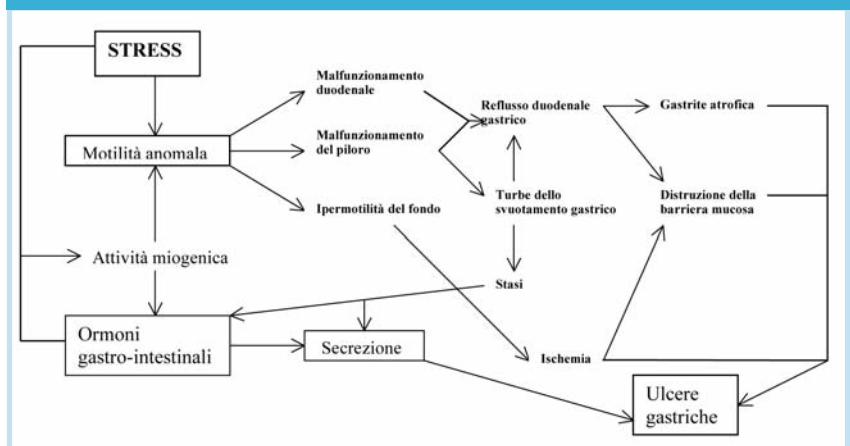 STRESS
Malfunzionamento
duodenale
Reflusso duodenale
gastrico
Gastrite atrofica
Motilità anomala
Malfunzionamento
del piloro
Ipermotilità del fondo
Turbe dello
svuotamento gastrico
Distruzione della
barriera mucosa
Attività miogenica
Stasi
Ormoni
gastro-intestinali
Secrezione
Ischemia
Ulcere
gastriche